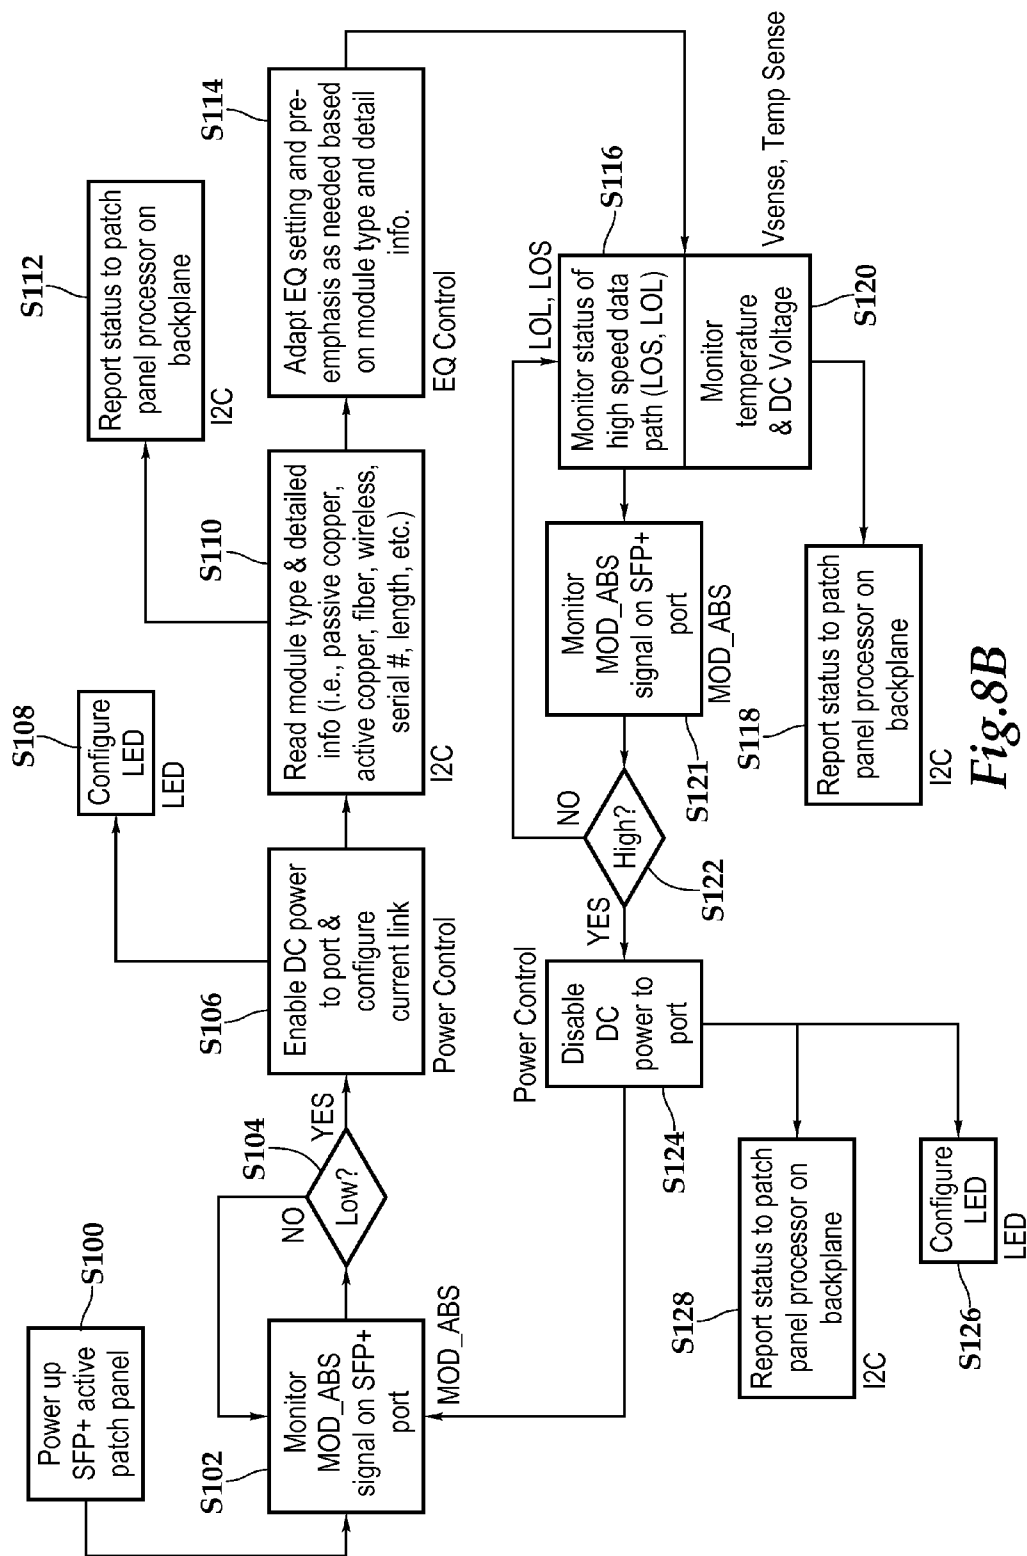 S100
Power up
SFP+ active
patch panel
S102
Monitor
MOD_ABS
signal on SFP+
port
MOD_ABS
S104
Low?
NO
YES
S106
Enable DC power
to port &
configure
current link
Power Control
S108
Configure
LED
LED
S110
Read module type & detailed
info (i.e., passive copper,
active copper, fiber, wireless,
serial #, length, etc.)
I2C
S112
Report status to patch
panel processor on
backplane
I2C
S114
Adapt EQ setting and pre-
emphasis as needed based
on module type and detail
info.
EQ Control
LOL, LOS
S116
Monitor status of
high speed data
path (LOS, LOL)
Monitor
temperature
& DC Voltage
S120
Vsense, Temp Sense
S118
Report status to patch
panel processor on
backplane
I2C
Monitor
MOD_ABS
signal on SFP+
port
MOD_ABS
S121
High?
NO
YES
S122
Power Control
Disable
DC
power to
port
S124
S128
Report status to patch
panel processor on
backplane
I2C
Configure
LED
LED
S126
Fig.8B